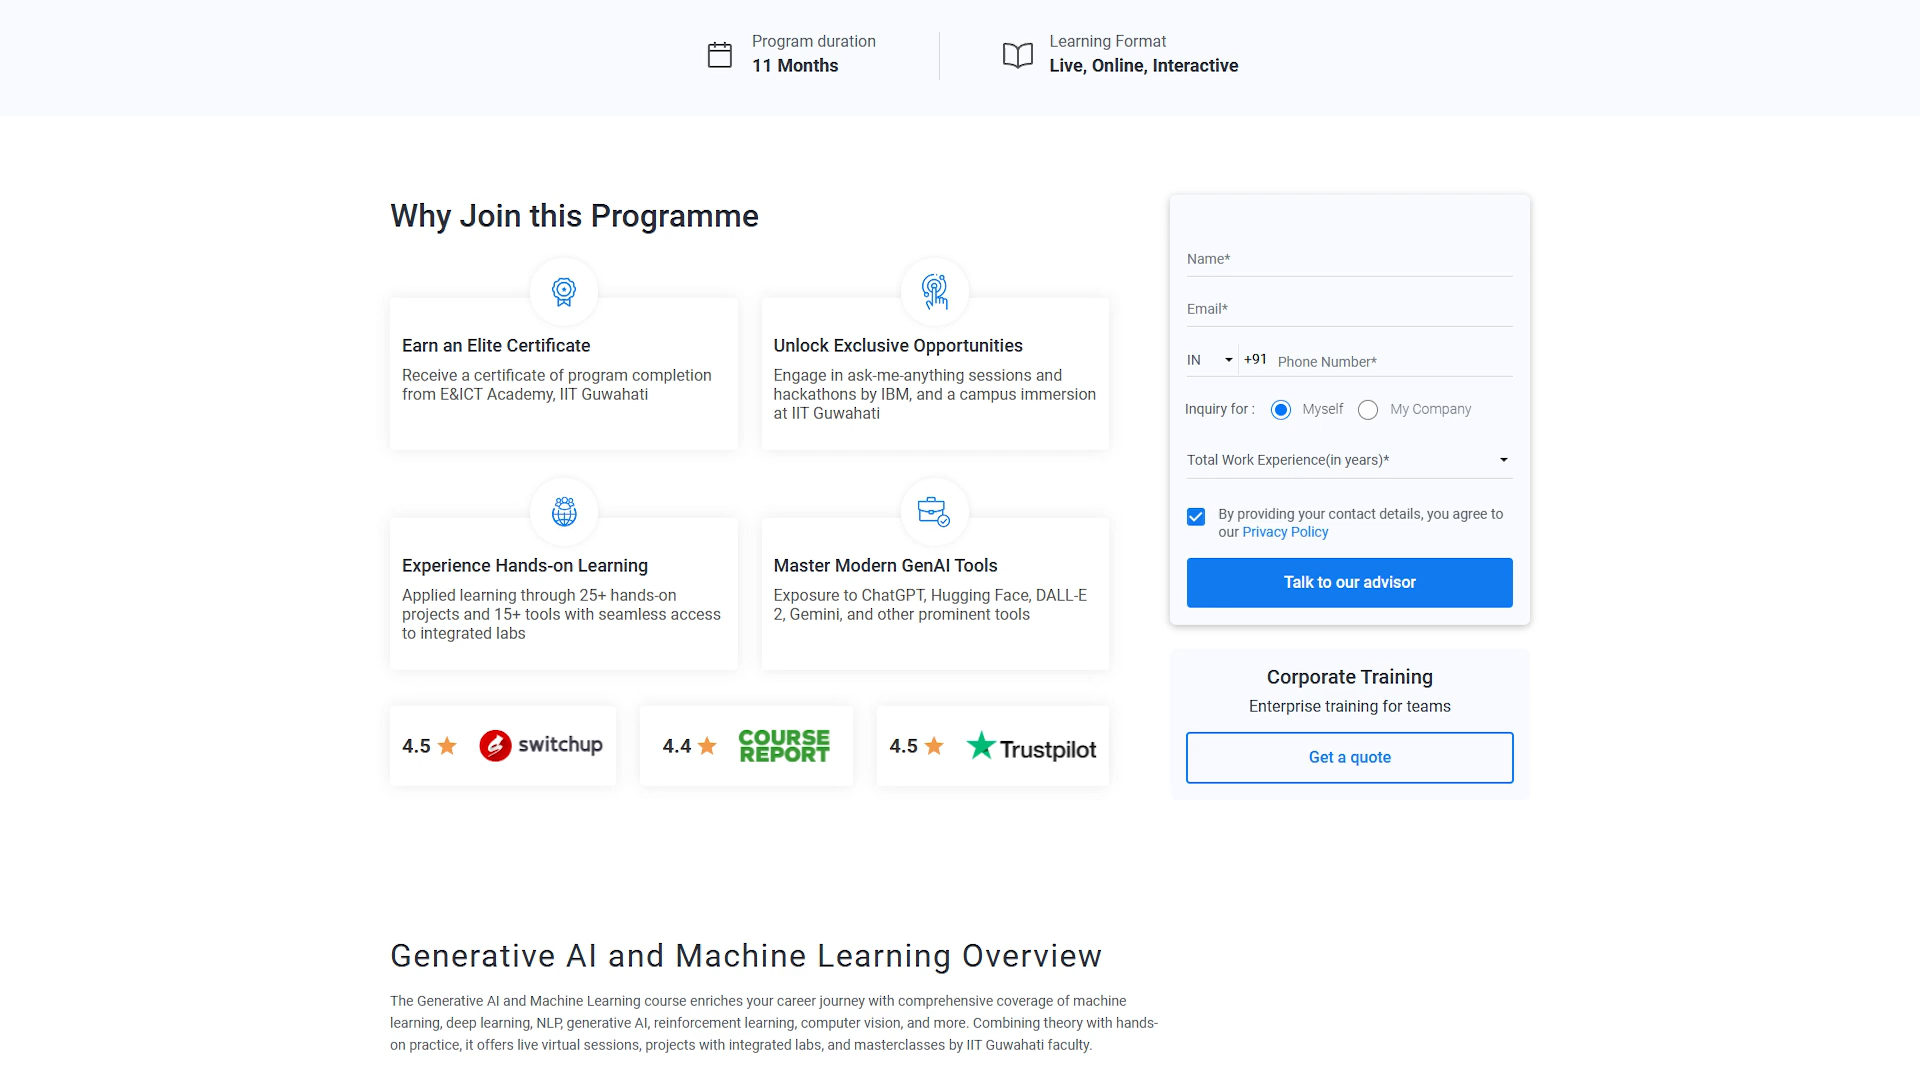 Program duration
11 Months
Learning Format
Live, Online, Interactive
Why Join this Programme
Earn an Elite Certificate
Receive a certificate of program completion
from E&ICT Academy, IIT Guwahati
Unlock Exclusive Opportunities
Engage in ask-me-anything sessions and
hackathons by IBM, and a campus immersion
at IIT Guwahati
Experience Hands-on Learning
Applied learning through 25+ hands-on
projects and 15+ tools with seamless access
to integrated labs
Master Modern GenAI Tools
Exposure to ChatGPT, Hugging Face, DALL-E
2, Gemini, and other prominent tools
4.5 switchup
4.4 COURSE
REPORT
4.5 Trustpilot
Name*
Email*
IN +91 Phone Number*
Inquiry for : Myself My Company
Total Work Experience(in years)*
By providing your contact details, you agree to
our Privacy Policy
Talk to our advisor
Corporate Training
Enterprise training for teams
Get a quote
Generative AI and Machine Learning Overview
The Generative AI and Machine Learning course enriches your career journey with comprehensive coverage of machine
learning, deep learning, NLP, generative AI, reinforcement learning, computer vision, and more. Combining theory with hands-
on practice, it offers live virtual sessions, projects with integrated labs, and masterclasses by IIT Guwahati faculty.